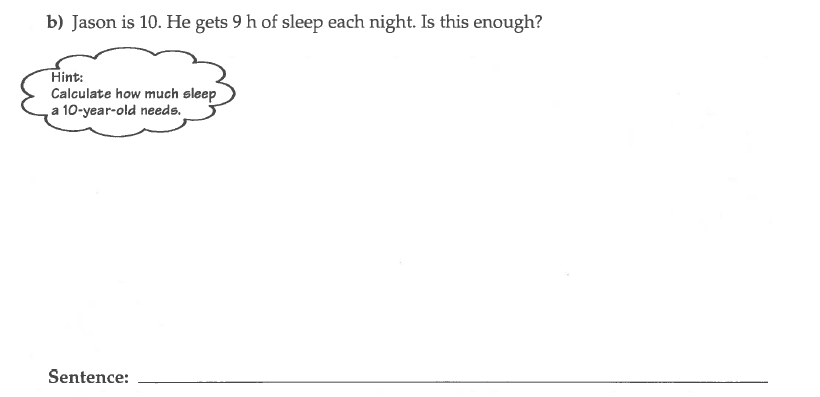 b) Jason is 10. He gets 9 h of sleep each night. Is this enough?
Hint:
Calculate how much sleep
a 10-year-old needs.
Sentence: